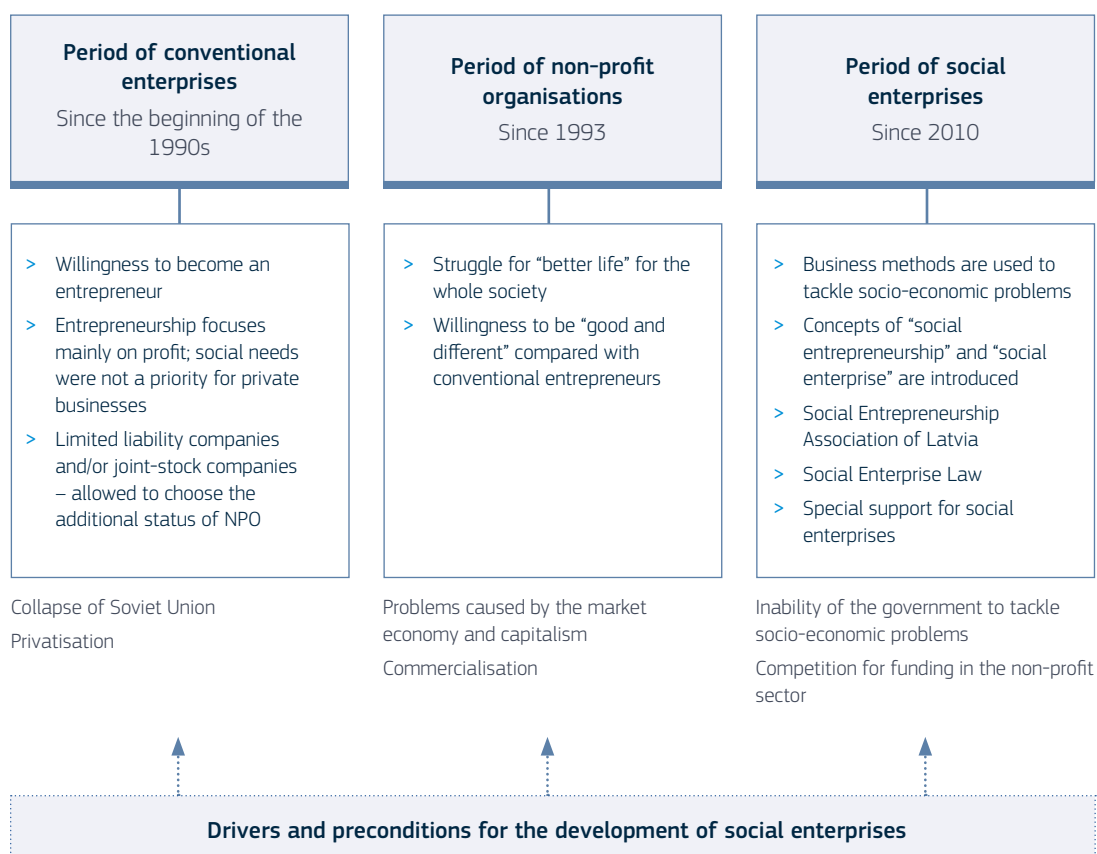 Period of conventional
enterprises
Since the beginning of the
1990s
> Willingness to become an
entrepreneur
> Entrepreneurship focuses
mainly on profit; social needs
were not a priority for private
businesses
> Limited liability companies
and/or joint-stock companies
– allowed to choose the
additional status of NPO
Collapse of Soviet Union
Privatisation
Period of non-profit
organisations
Since 1993
> Struggle for “better life” for the
whole society
> Willingness to be “good and
different” compared with
conventional entrepreneurs
Problems caused by the market
economy and capitalism
Commercialisation
Period of social
enterprises
Since 2010
> Business methods are used to
tackle socio-economic problems
> Concepts of “social
entrepreneurship” and “social
enterprise” are introduced
> Social Entrepreneurship
Association of Latvia
> Social Enterprise Law
> Special support for social
enterprises
Inability of the government to tackle
socio-economic problems
Competition for funding in the non-profit
sector
Drivers and preconditions for the development of social enterprises